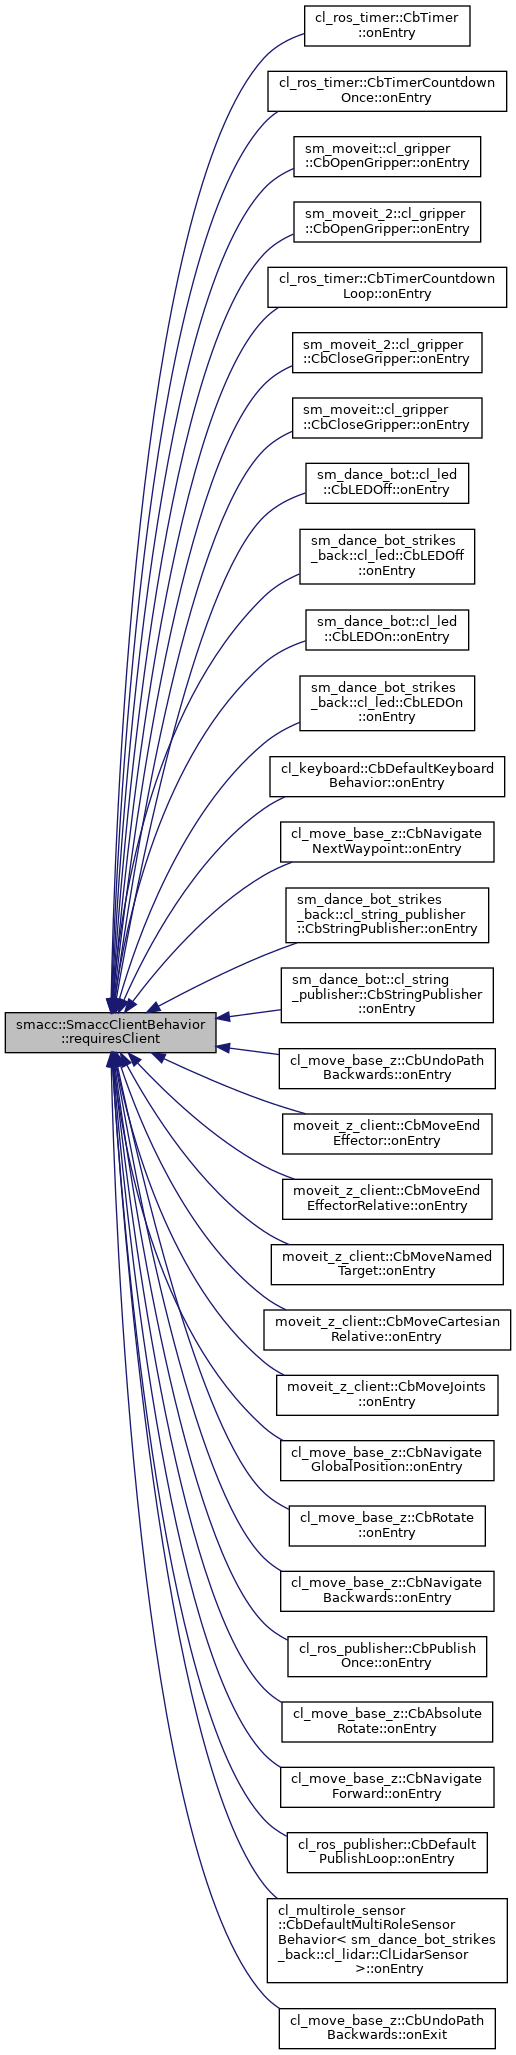 cl_ros_timer::CbTimer
::onEntry
cl_ros_timer::CbTimerCountdown
Once::onEntry
sm_moveit::cl_gripper
::CbOpenGripper::onEntry
sm_moveit_2::cl_gripper
::CbOpenGripper::onEntry
cl_ros_timer::CbTimerCountdown
Loop::onEntry
sm_moveit_2::cl_gripper
::CbCloseGripper::onEntry
sm_moveit::cl_gripper
::CbCloseGripper::onEntry
sm_dance_bot::cl_led
::CbLEDOff::onEntry
sm_dance_bot_strikes
_back::cl_led::CbLEDOff
::onEntry
sm_dance_bot::cl_led
::CbLEDOn::onEntry
sm_dance_bot_strikes
_back::cl_led::CbLEDOn
::onEntry
cl_keyboard::CbDefaultKeyboard
Behavior::onEntry
cl_move_base_z::CbNavigate
NextWaypoint::onEntry
sm_dance_bot_strikes
_back::cl_string_publisher
::CbStringPublisher::onEntry
sm_dance_bot::cl_string
_publisher::CbStringPublisher
::onEntry
smacc::SmaccClientBehavior
::requiresClient
cl_move_base_z::CbUndoPath
Backwards::onEntry
moveit_z_client::CbMoveEnd
Effector::onEntry
moveit_z_client::CbMoveEnd
EffectorRelative::onEntry
moveit_z_client::CbMoveNamed
Target::onEntry
moveit_z_client::CbMoveCartesian
Relative::onEntry
moveit_z_client::CbMoveJoints
::onEntry
cl_move_base_z::CbNavigate
GlobalPosition::onEntry
cl_move_base_z::CbRotate
::onEntry
cl_move_base_z::CbNavigate
Backwards::onEntry
cl_ros_publisher::CbPublish
Once::onEntry
cl_move_base_z::CbAbsolute
Rotate::onEntry
cl_move_base_z::CbNavigate
Forward::onEntry
cl_ros_publisher::CbDefault
PublishLoop::onEntry
cl_multirole_sensor
::CbDefaultMultiRoleSensor
Behavior< sm_dance_bot_strikes
_back::cl_lidar::ClLidarSensor
>::onEntry
cl_move_base_z::CbUndoPath
Backwards::onExit